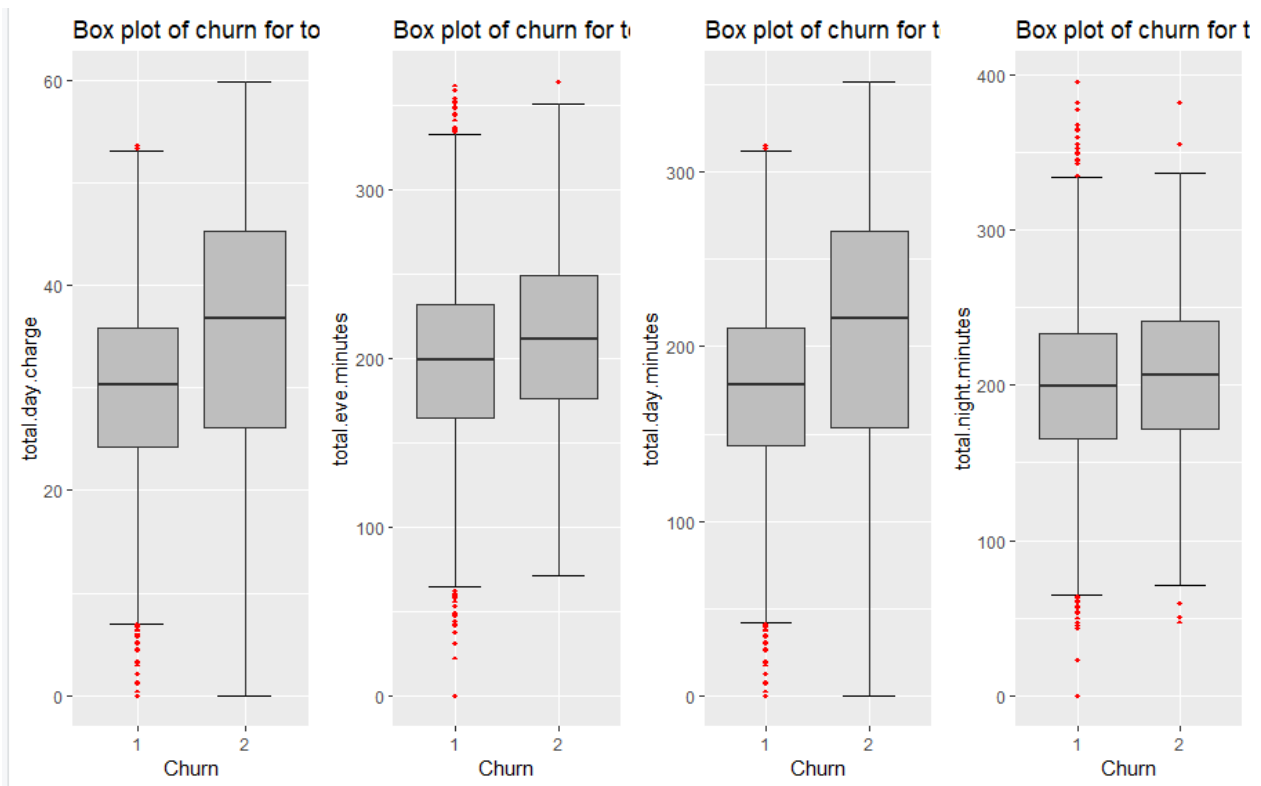 Box plot of churn for to
60
40
20
0
total.day.charge
1 2
Churn
Box plot of churn for t
300
200
100
0
total.eve.minutes
1 2
Churn
Box plot of churn for t
300
200
100
0
total.day.minutes
1 2
Churn
Box plot of churn for t
400
300
200
100
0
total.night.minutes
1 2
Churn